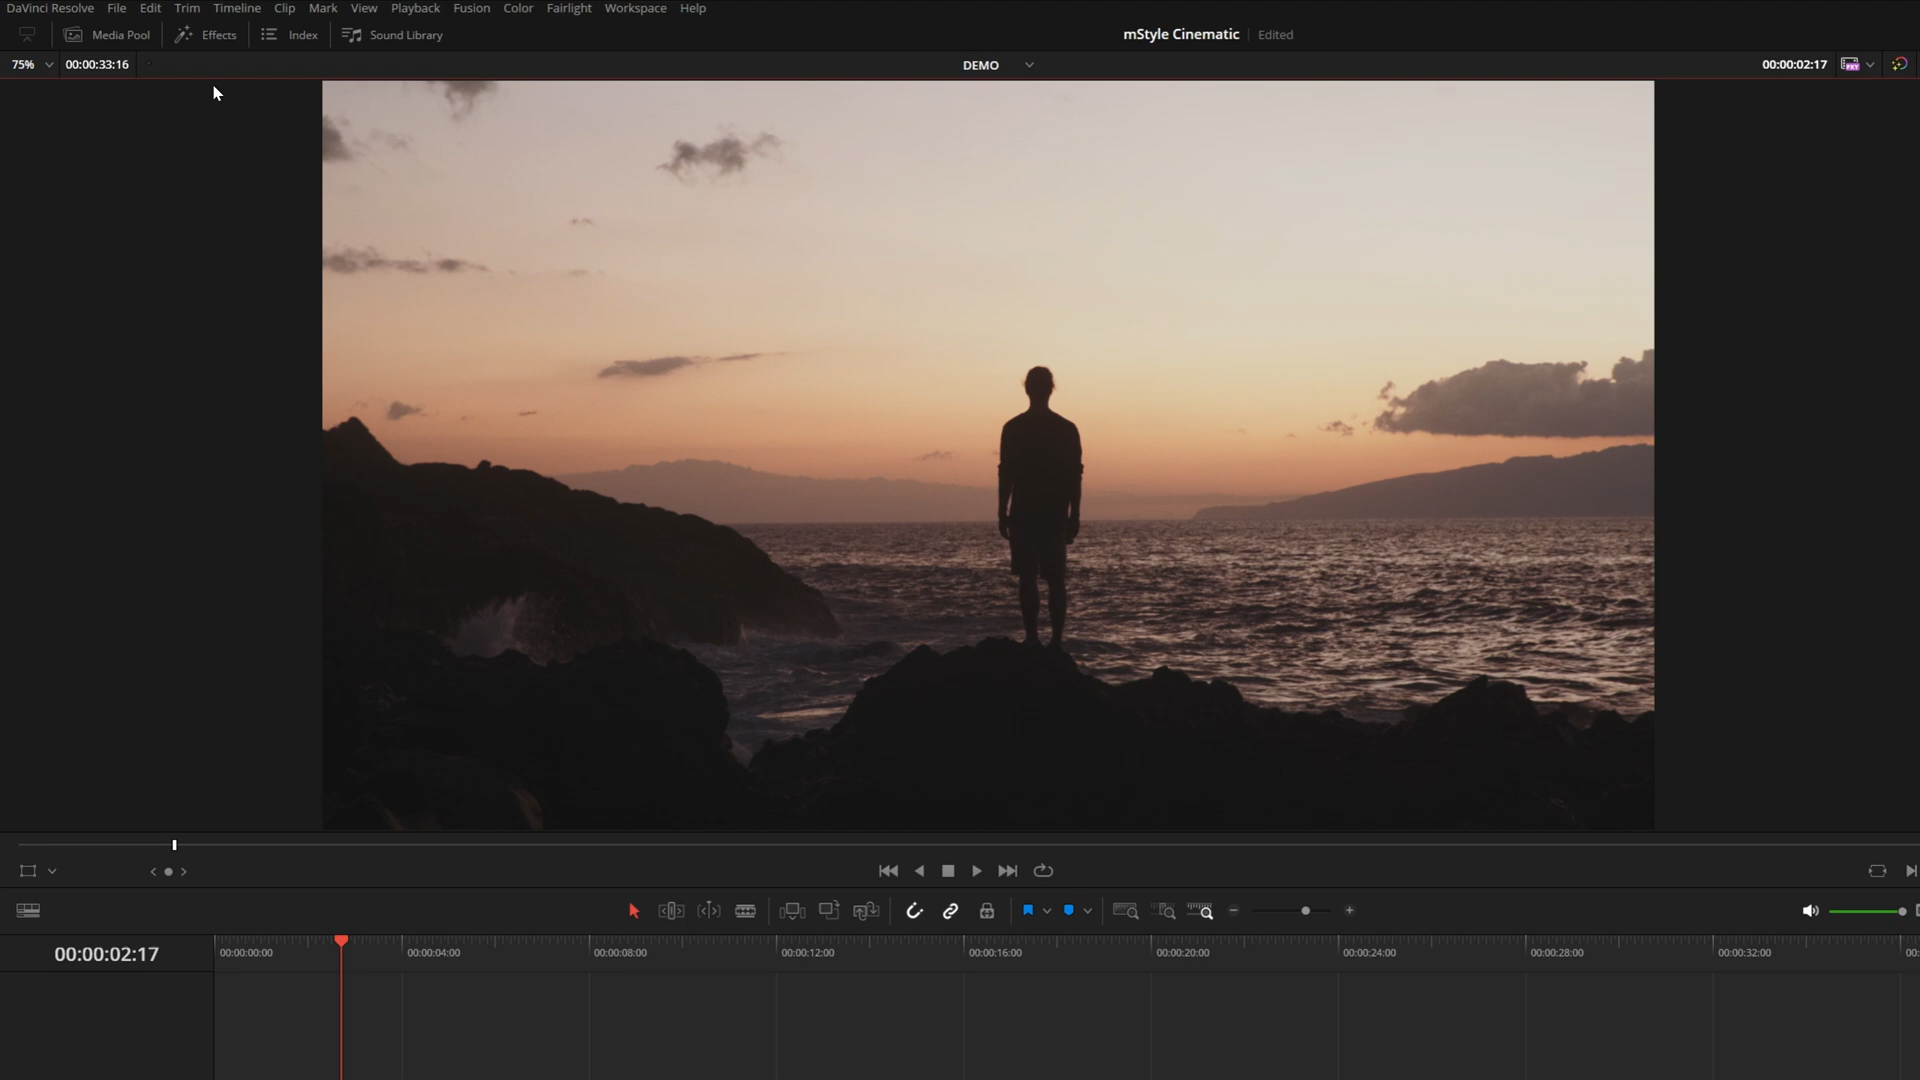 DaVinci Resolve File Edit Trim Timeline Clip Mark View Playback Fusion Color Fairlight Workspace Help
Media Pool Effects Index Sound Library mStyle Cinematic Edited
75% 00:00:33:16 DEMO 00:00:02:17
00:00:02:17 00:00:00:00 00:00:04:00 00:00:08:00 00:00:12:00 00:00:16:00 00:00:20:00 00:00:24:00 00:00:28:00 00:00:32:00 00: